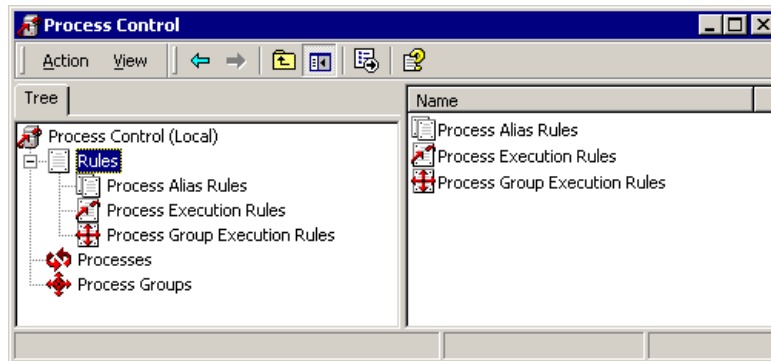 Process Control
Action View
Tree
Process Control (Local)
Rules
Process Alias Rules
Process Execution Rules
Process Group Execution Rules
Processes
Process Groups
Name
Process Alias Rules
Process Execution Rules
Process Group Execution Rules